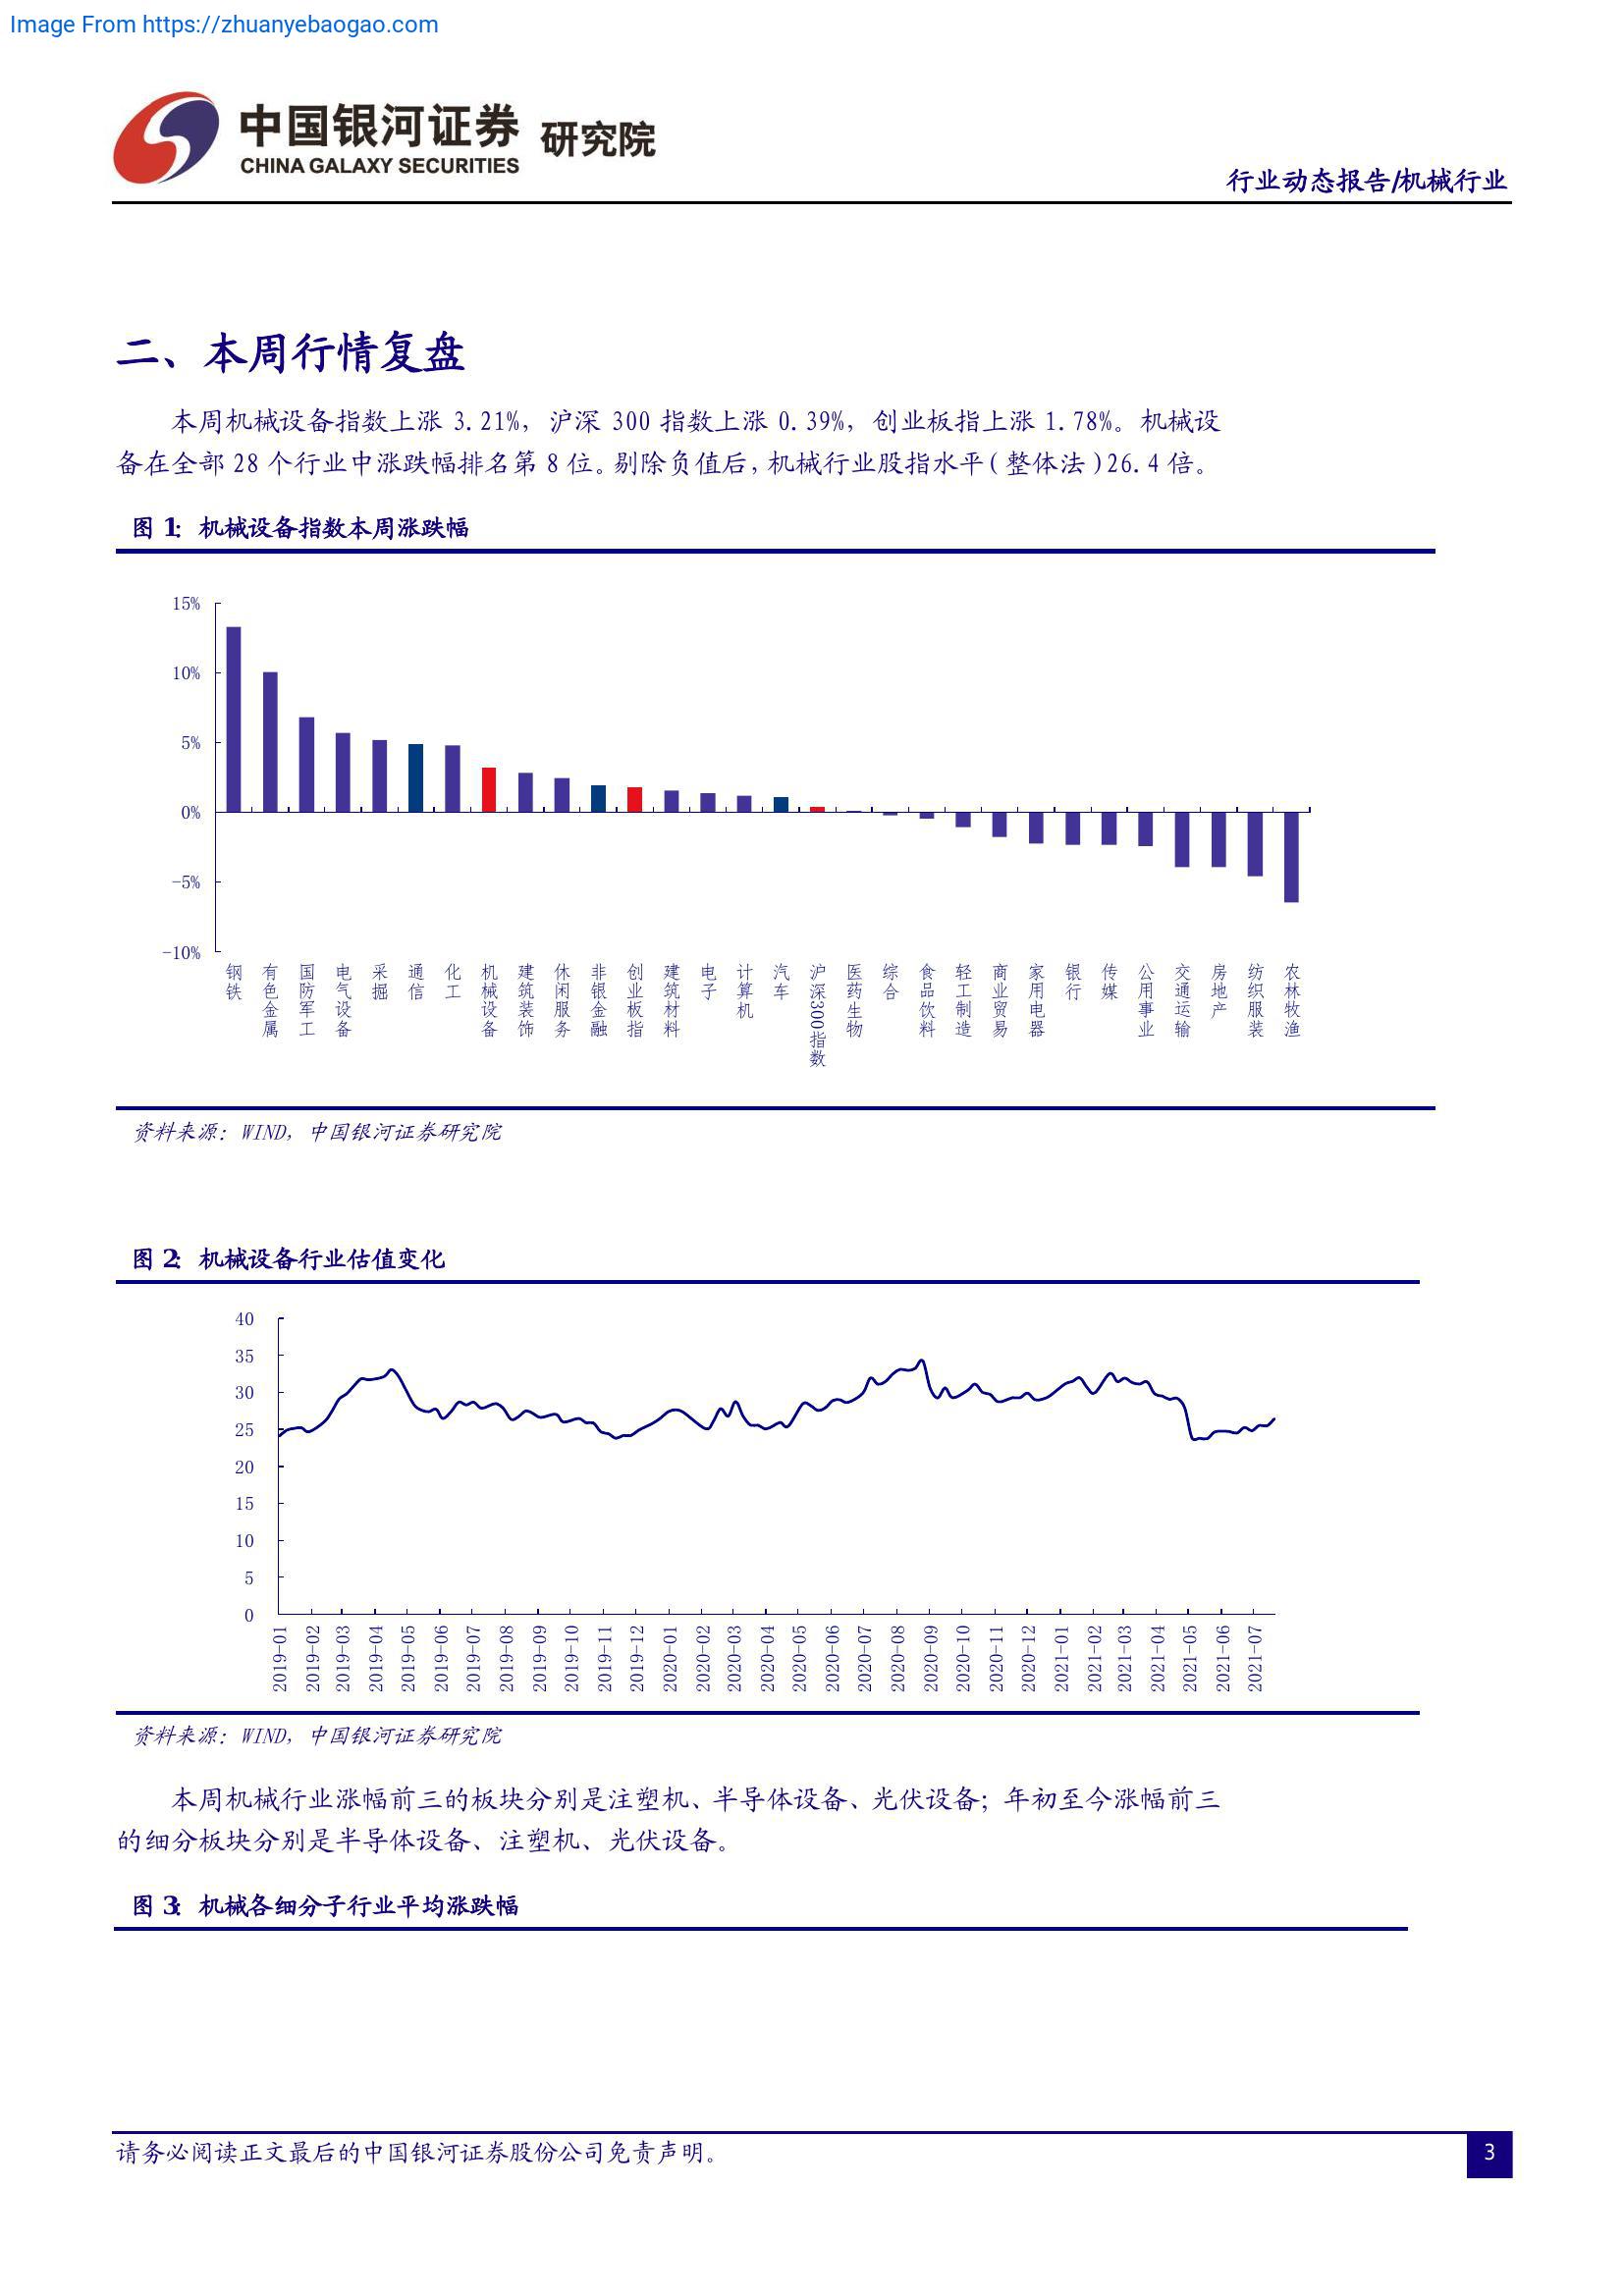 Image From https://zhuanyebaogao.com
中国银河证券 研究院
CHINA GALAXY SECURITIES
行业动态报告/机械行业
二、本周行情复盘
本周机械设备指数上涨 3.21%，沪深 300 指数上涨 0.39%，创业板指上涨 1.78%。机械设
备在全部 28 个行业中涨跌幅排名第 8 位。剔除负值后，机械行业股指水平（整体法）26.4 倍。
图 1：机械设备指数本周涨跌幅
15%
10%
5%
0%
-5%
-10%
钢铁
有色金属
国防军工
电气设备
采掘
通信
化工
机械设备
建筑装饰
休闲服务
非银金融
创业板指
建筑材料
电子
计算机
汽车
沪深300指数
医药生物
综合
食品饮料
轻工制造
商业贸易
家用电器
银行
传媒
公用事业
交通运输
房地产
纺织服装
农林牧渔
资料来源：WIND，中国银河证券研究院
图 2：机械设备行业估值变化
40
35
30
25
20
15
10
5
0
2019-01
2019-02
2019-03
2019-04
2019-05
2019-06
2019-07
2019-08
2019-09
2019-10
2019-11
2019-12
2020-01
2020-02
2020-03
2020-04
2020-05
2020-06
2020-07
2020-08
2020-09
2020-10
2020-11
2020-12
2021-01
2021-02
2021-03
2021-04
2021-05
2021-06
2021-07
资料来源：WIND，中国银河证券研究院
本周机械行业涨幅前三的板块分别是注塑机、半导体设备、光伏设备；年初至今涨幅前三
的细分板块分别是半导体设备、注塑机、光伏设备。
图 3：机械各细分子行业平均涨跌幅
请务必阅读正文最后的中国银河证券股份公司免责声明。
3